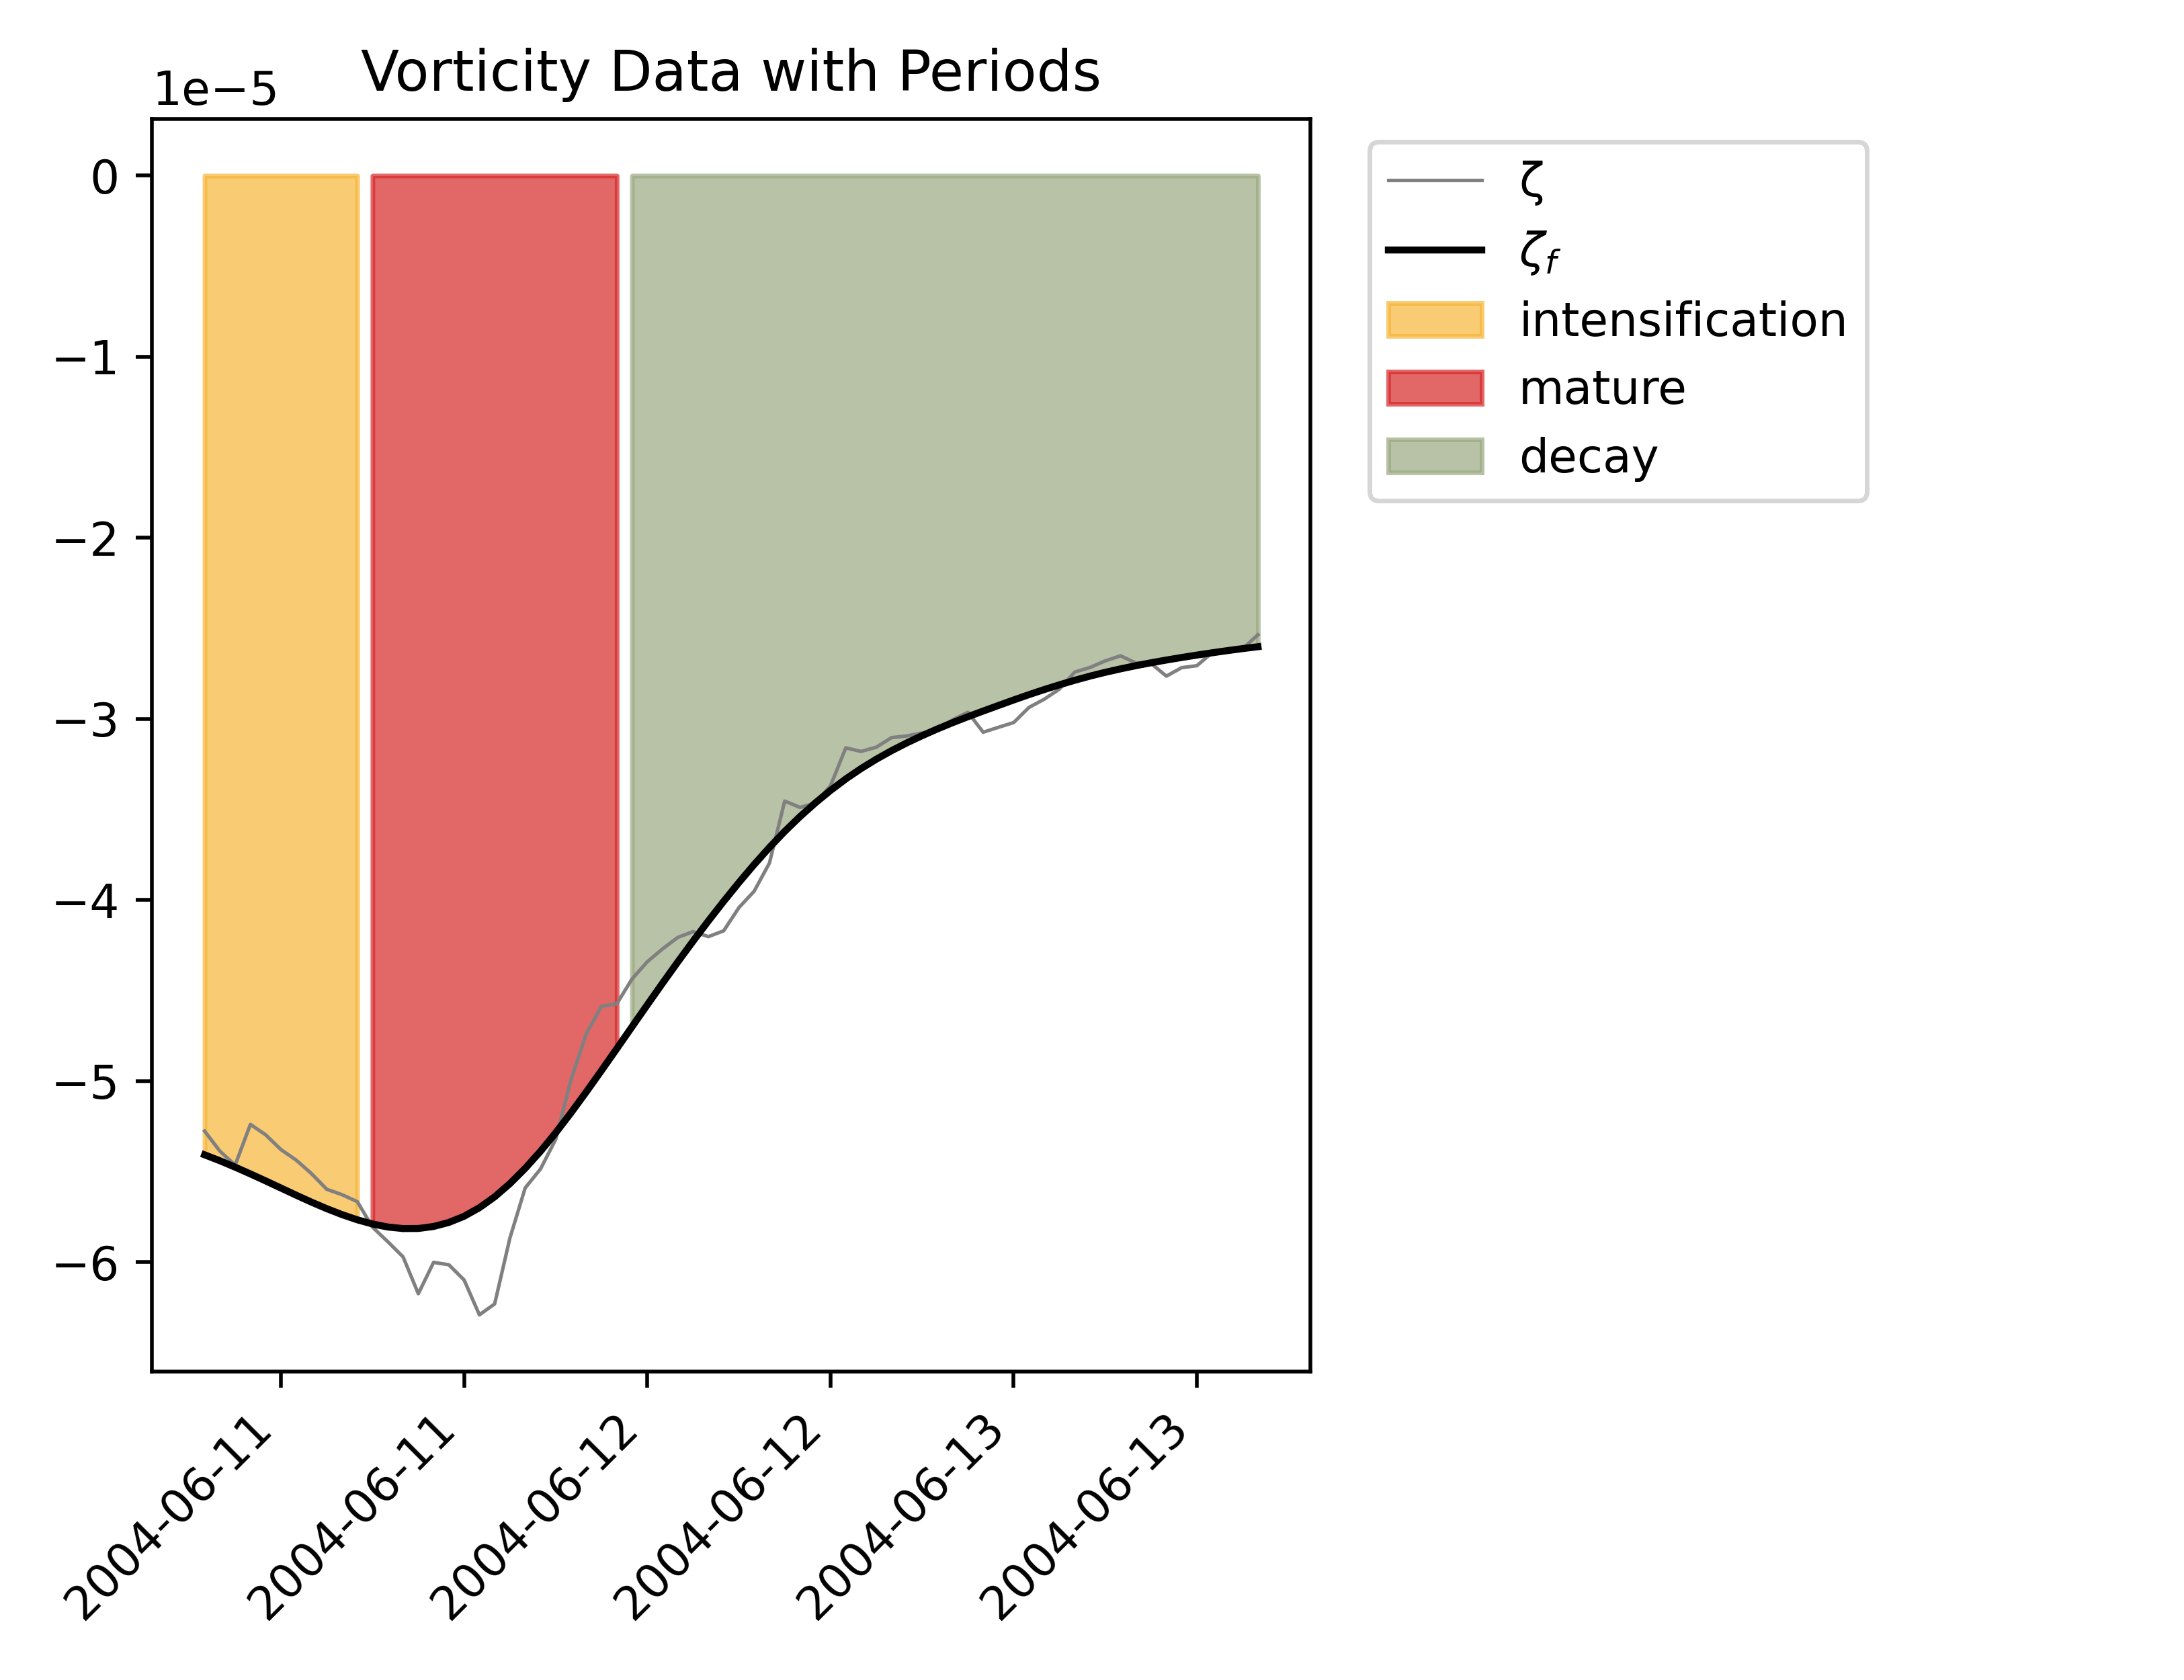 Vorticity Data with Periods
1e−5
0
−1
−2
−3
−4
−5
−6
2004-06-11
2004-06-11
2004-06-12
2004-06-12
2004-06-13
2004-06-13
ζ
ζf
intensification
mature
decay